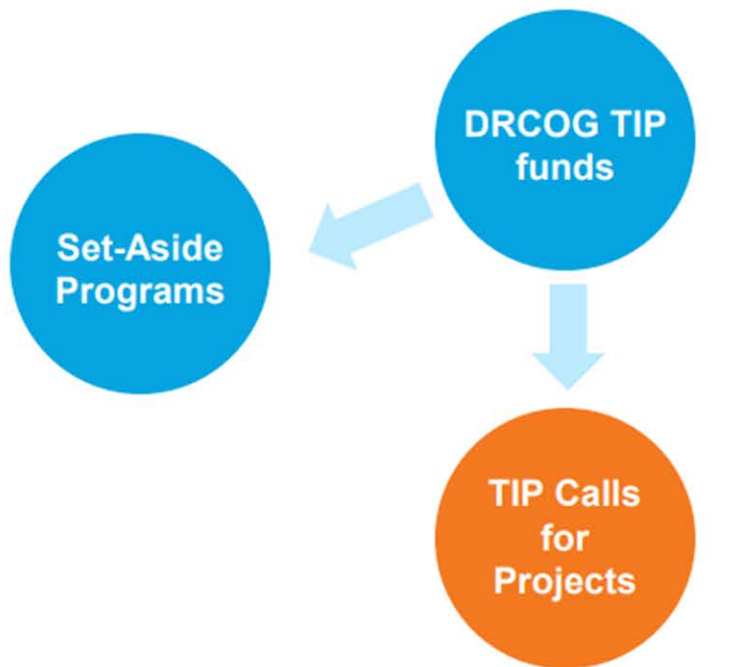 DRCOG TIP
funds
Set-Aside
Programs
TIP Calls
for
Projects